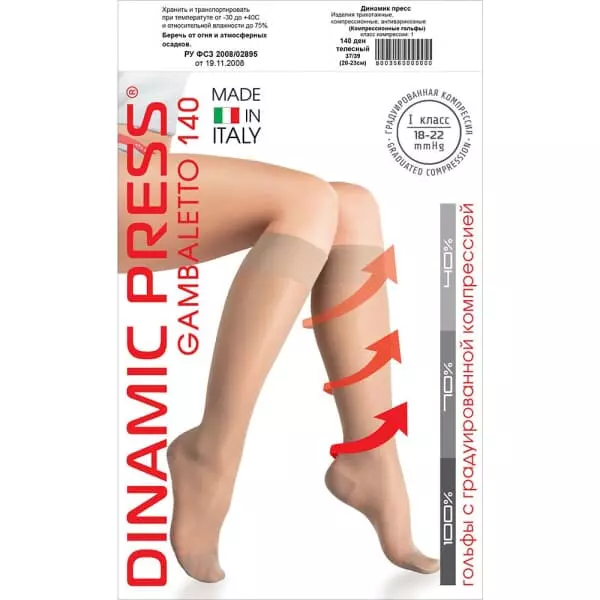 Хранить и транспортировать
при температуре от -30 до +40С
и относительной влажности до 75%.
Беречь от огня и атмосферных
осадков.
РУ ФСЗ 2008/02895
от 19.11.2008
Динамик пресс
Изделия трикотажные,
компрессионные, антиварикозные
(Компрессионные гольфы)
класс компрессии: 1
140 ден
телесный
37/39
(20-23см)
DINAMIC PRESS®
GAMBALETTO 140
MADE
IN
ITALY
ГРАДУИРОВАННАЯ КОМПРЕССИЯ
I класс
18-22
mmHg
GRADUATED COMPRESSION
40%
70%
100%
гольфы с градуированной компрессией